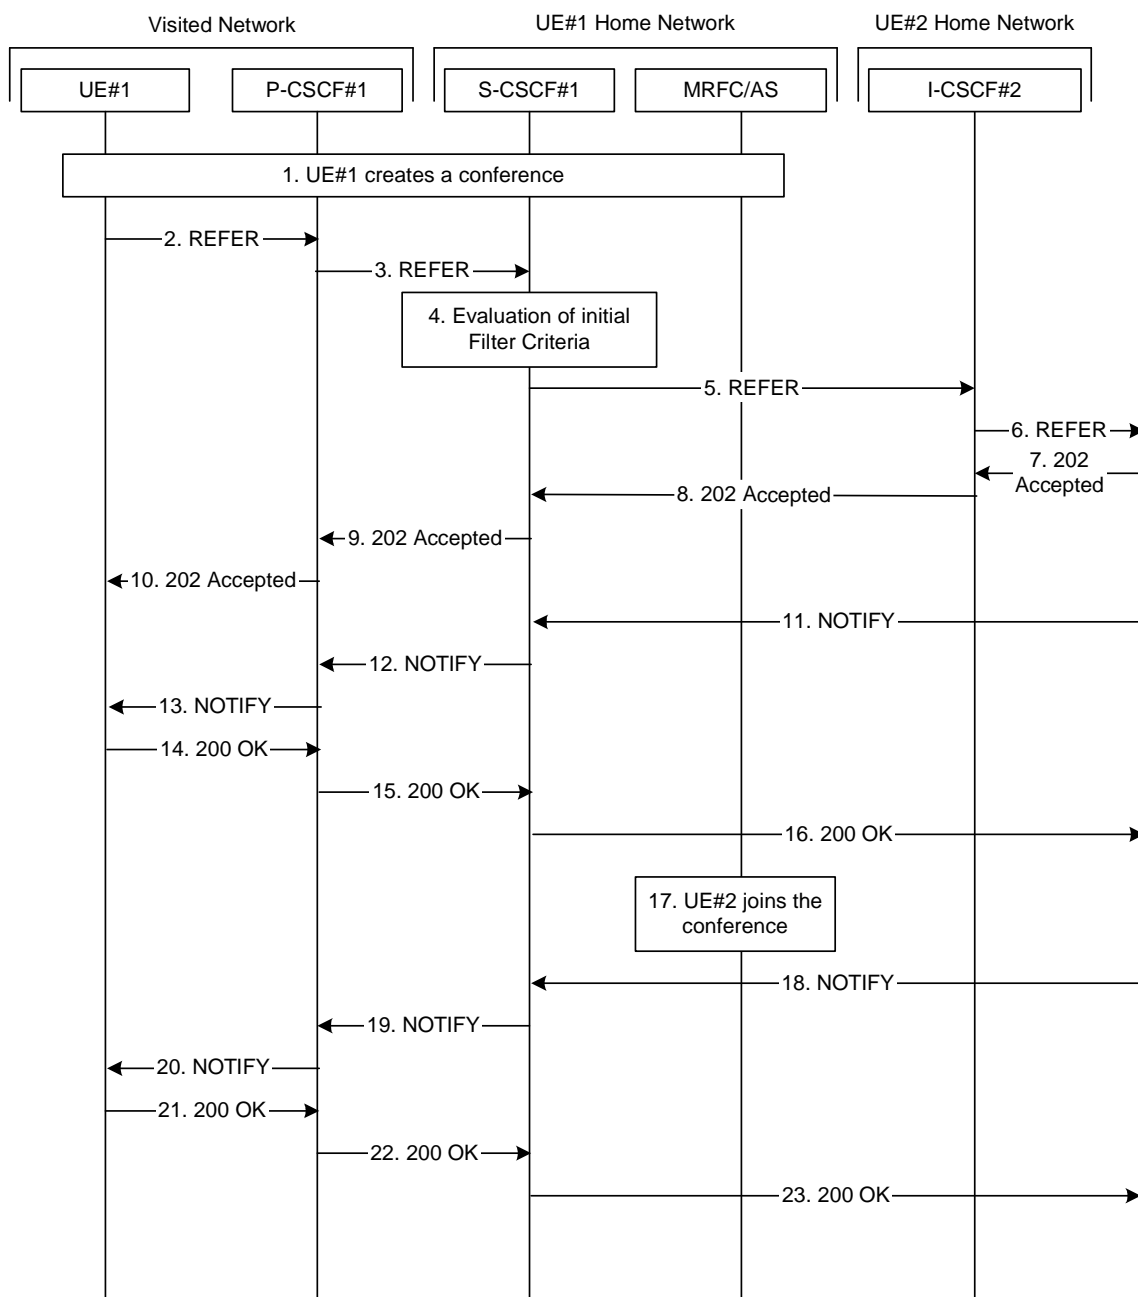 Visited Network
UE#1 Home Network
UE#2 Home Network
UE#1
P-CSCF#1
S-CSCF#1
MRFC/AS
I-CSCF#2
1. UE#1 creates a conference
2. REFER
3. REFER
4. Evaluation of initial
Filter Criteria
5. REFER
6. REFER
7. 202
Accepted
8. 202 Accepted
9. 202 Accepted
10. 202 Accepted
11. NOTIFY
12. NOTIFY
13. NOTIFY
14. 200 OK
15. 200 OK
16. 200 OK
17. UE#2 joins the
conference
18. NOTIFY
19. NOTIFY
20. NOTIFY
21. 200 OK
22. 200 OK
23. 200 OK